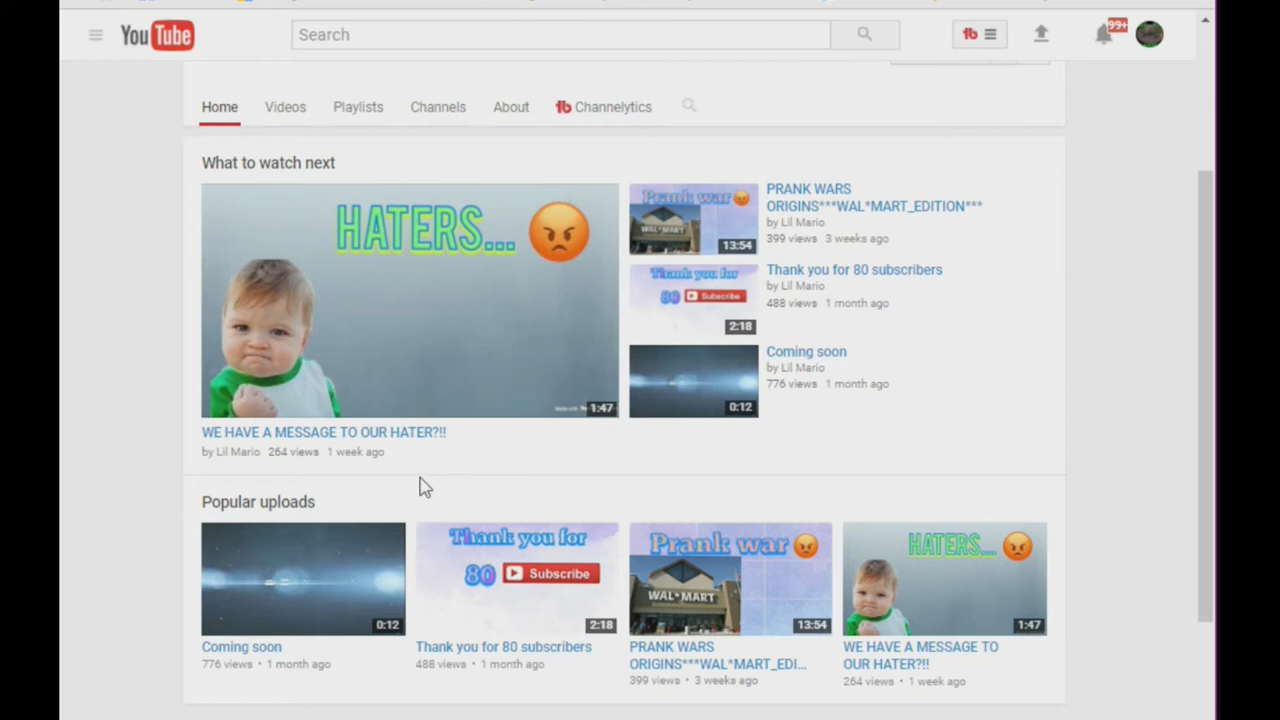 YouTube
Search
99+
Home Videos Playlists Channels About Channelytics
What to watch next
HATERS...
1:47
WE HAVE A MESSAGE TO OUR HATER?!!
by Lil Mario 264 views 1 week ago
Prank war
WAL*MART
13:54
PRANK WARS
ORIGINS***WAL*MART_EDITION***
by Lil Mario
399 views 3 weeks ago
Thank you for
80 Subscribe
2:18
Thank you for 80 subscribers
by Lil Mario
488 views 1 month ago
0:12
Coming soon
by Lil Mario
776 views 1 month ago
Popular uploads
0:12
Coming soon
776 views • 1 month ago
Thank you for
80 Subscribe
2:18
Thank you for 80 subscribers
488 views • 1 month ago
Prank war
WAL*MART
13:54
PRANK WARS
ORIGINS***WAL*MART_EDI...
399 views • 3 weeks ago
HATERS...
1:47
WE HAVE A MESSAGE TO
OUR HATER?!!
264 views • 1 week ago